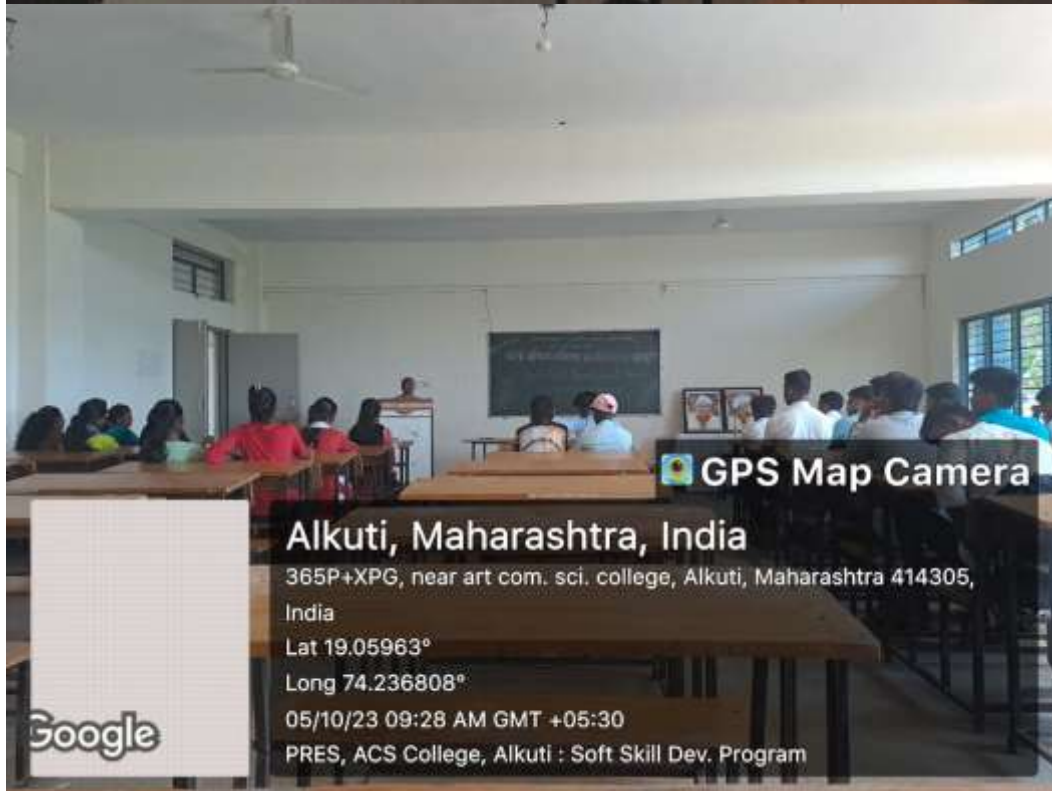 GPS Map Camera
Alkuti, Maharashtra, India
365P+XPG, near art com. sci. college, Alkuti, Maharashtra 414305,
India
Lat 19.05963°
Long 74.236808°
05/10/23 09:28 AM GMT +05:30
PRES, ACS College, Alkuti : Soft Skill Dev. Program
Google